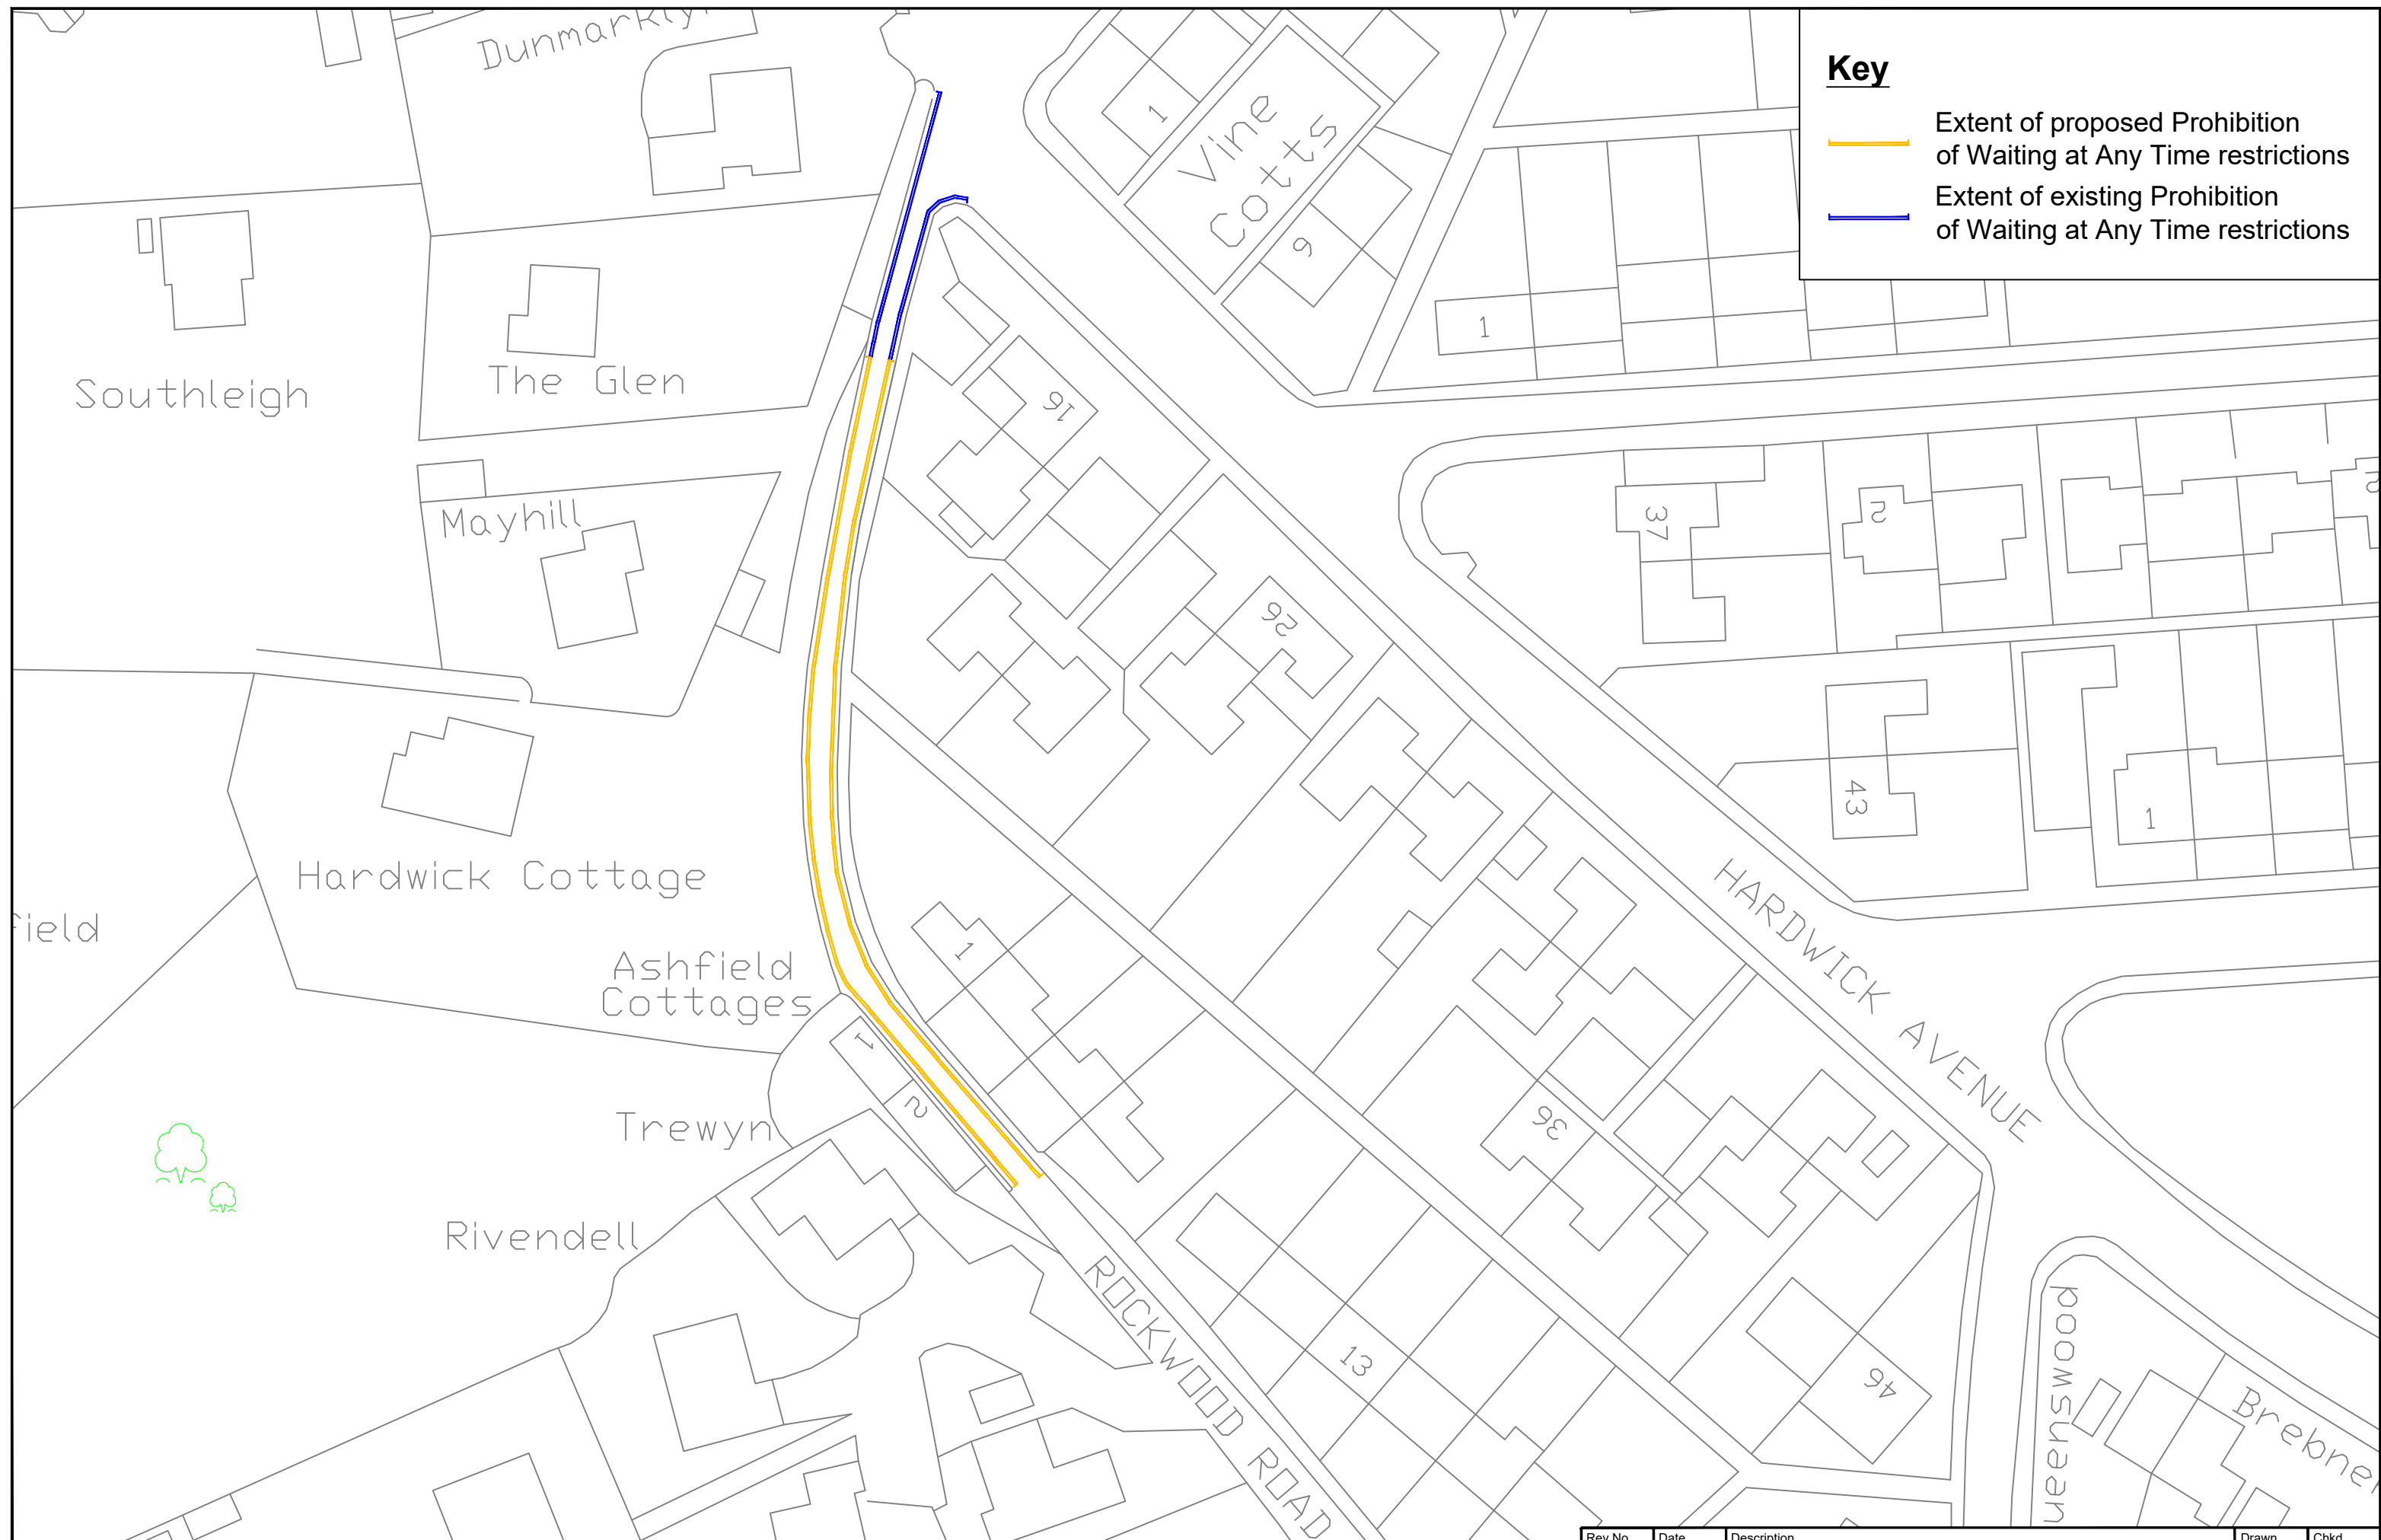 Key
Extent of proposed Prohibition
of Waiting at Any Time restrictions
Extent of existing Prohibition
of Waiting at Any Time restrictions
1
Vine
Cotts
9
1
Southleigh
The Glen
16
Mayhill
37
2
26
43
1
Hardwick Cottage
field
HARDWICK AVENUE
1
Ashfield
Cottages
1
2
Trewyn
36
Rivendell
ROCKWOOD ROAD
13
46
Rev No
Date
Description
Drawn
Chkd